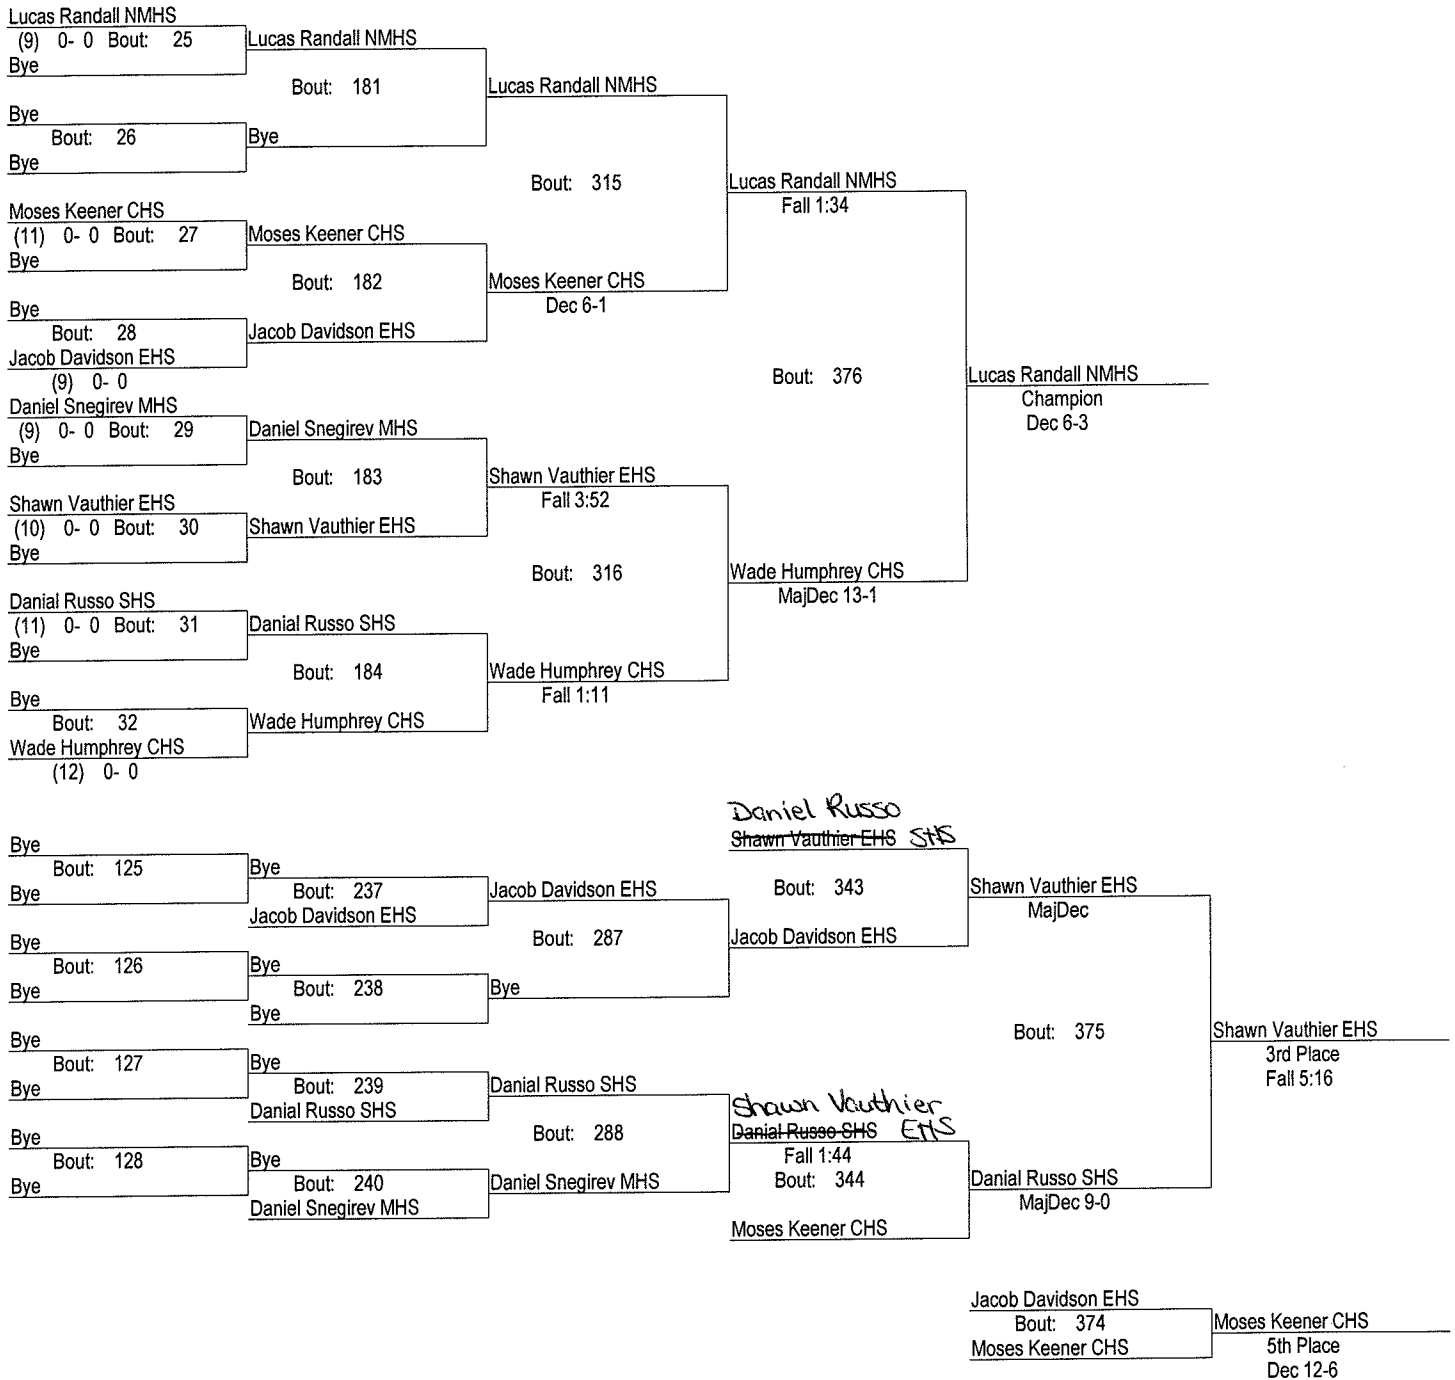 Lucas Randall NMHS
(9) 0- 0 Bout: 25
Bye
Lucas Randall NMHS
Bout: 181
Bye
Bout: 26
Bye
Bye
Lucas Randall NMHS
Bout: 315
Moses Keener CHS
(11) 0- 0 Bout: 27
Bye
Moses Keener CHS
Bout: 182
Bye
Bout: 28
Jacob Davidson EHS
(9) 0- 0
Jacob Davidson EHS
Moses Keener CHS
Dec 6-1
Lucas Randall NMHS
Fall 1:34
Bout: 376
Daniel Snegirev MHS
(9) 0- 0 Bout: 29
Bye
Daniel Snegirev MHS
Bout: 183
Shawn Vauthier EHS
(10) 0- 0 Bout: 30
Bye
Shawn Vauthier EHS
Shawn Vauthier EHS
Fall 3:52
Bout: 316
Danial Russo SHS
(11) 0- 0 Bout: 31
Bye
Danial Russo SHS
Bout: 184
Bye
Bout: 32
Wade Humphrey CHS
(12) 0- 0
Wade Humphrey CHS
Wade Humphrey CHS
Fall 1:11
Wade Humphrey CHS
MajDec 13-1
Lucas Randall NMHS
Champion
Dec 6-3
Bye
Bout: 125
Bye
Bye
Bout: 237
Jacob Davidson EHS
Bye
Bout: 126
Bye
Bye
Bout: 238
Bye
Jacob Davidson EHS
Bout: 287
Bye
Daniel Russo
Shawn Vauthier EHS SHS
Bout: 343
Jacob Davidson EHS
Shawn Vauthier EHS
MajDec
Bout: 375
Bye
Bout: 127
Bye
Bye
Bout: 239
Danial Russo SHS
Bye
Bout: 128
Bye
Bye
Bout: 240
Daniel Snegirev MHS
Danial Russo SHS
Bout: 288
Daniel Snegirev MHS
Shawn Vauthier
Danial Russo SHS EHS
Fall 1:44
Bout: 344
Moses Keener CHS
Danial Russo SHS
MajDec 9-0
Shawn Vauthier EHS
3rd Place
Fall 5:16
Jacob Davidson EHS
Bout: 374
Moses Keener CHS
Moses Keener CHS
5th Place
Dec 12-6